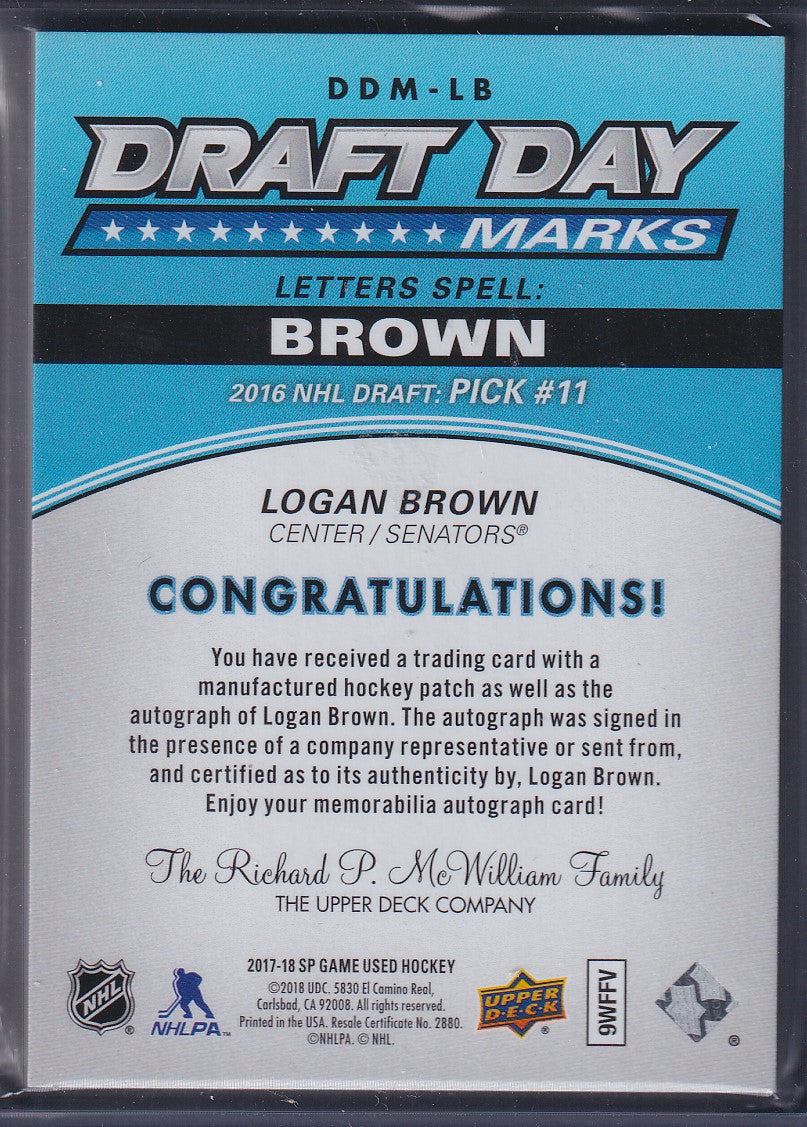 DDM-LB
DRAFT DAY
MARKS
LETTERS SPELL:
BROWN
2016 NHL DRAFT: PICK #11
LOGAN BROWN
CENTER / SENATORS®
CONGRATULATIONS!
You have received a trading card with a
manufactured hockey patch as well as the
autograph of Logan Brown. The autograph was signed in
the presence of a company representative or sent from,
and certified as to its authenticity by, Logan Brown.
Enjoy your memorabilia autograph card!
The Richard P. McWilliam Family
THE UPPER DECK COMPANY
NHL ®
NHLPA™
2017-18 SP GAME USED HOCKEY
©2018 UDC. 5830 El Camino Real,
Carlsbad, CA 92008. All rights reserved.
Printed in the USA. Resale Certificate No. 2880.
©NHLPA. © NHL.
UPPER
D·E·C·K ®
9WFFV
®